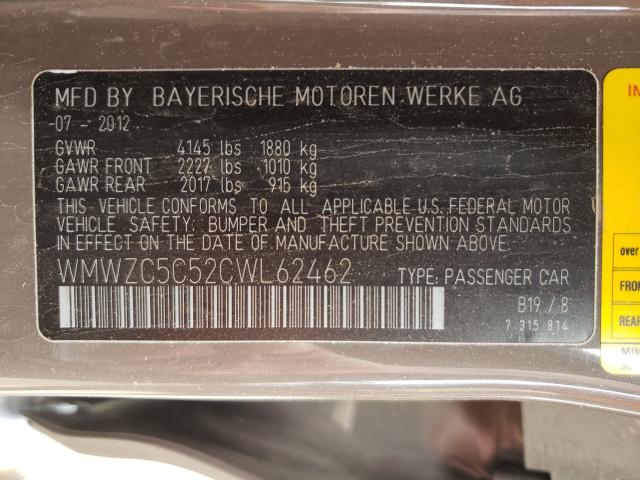 MFD BY BAYERISCHE MOTOREN WERKE AG
07 - 2012
GVWR 4145 lbs 1880 kg
GAWR FRONT 2227 lbs 1010 kg
GAWR REAR 2017 lbs 915 kg
THIS VEHICLE CONFORMS TO ALL APPLICABLE U.S. FEDERAL MOTOR
VEHICLE SAFETY: BUMPER AND THEFT PREVENTION STANDARDS
IN EFFECT ON THE DATE OF MANUFACTURE SHOWN ABOVE.
WMWZC5C52CWL62462 TYPE: PASSENGER CAR
B19 / 8
7 315 814
over
FRON
REAR